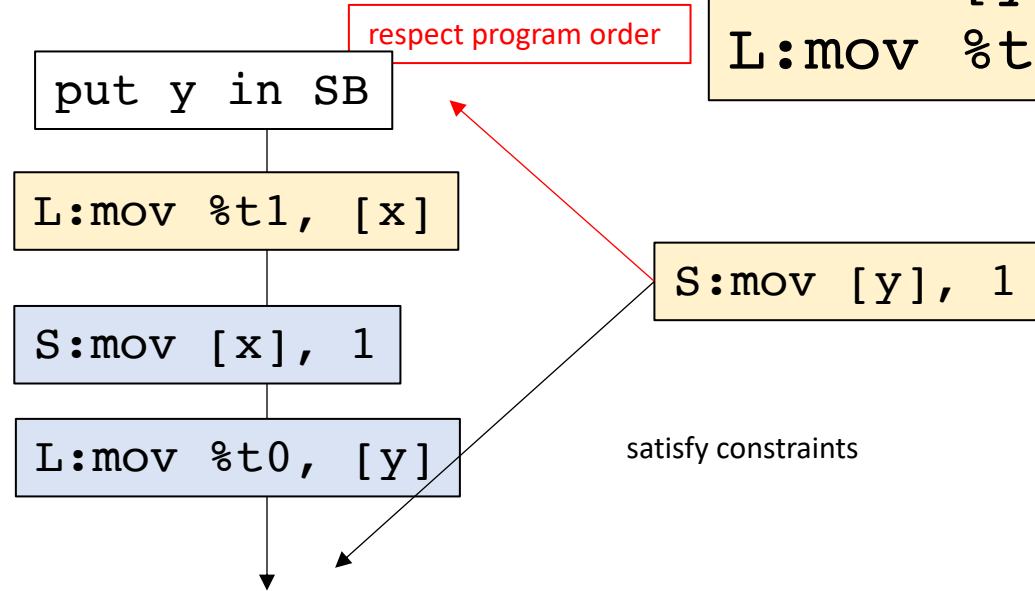 respect program order
L:mov %t
put y in SB
L:mov %t1, [x]
S:mov [y], 1
S:mov [x], 1
L:mov %t0, [y]
satisfy constraints